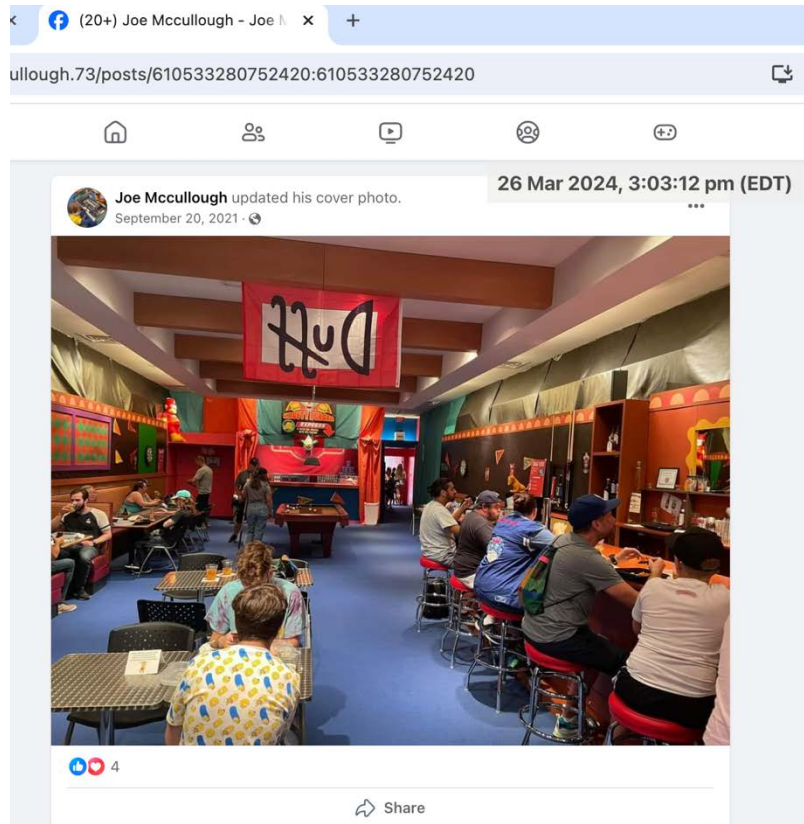 (20+) Joe Mccullough - Joe
ullough.73/posts/610533280752420:610533280752420
26 Mar 2024, 3:03:12 pm (EDT)
Joe Mccullough updated his cover photo.
September 20, 2021 ·
Duff
EXPRESS
4
Share